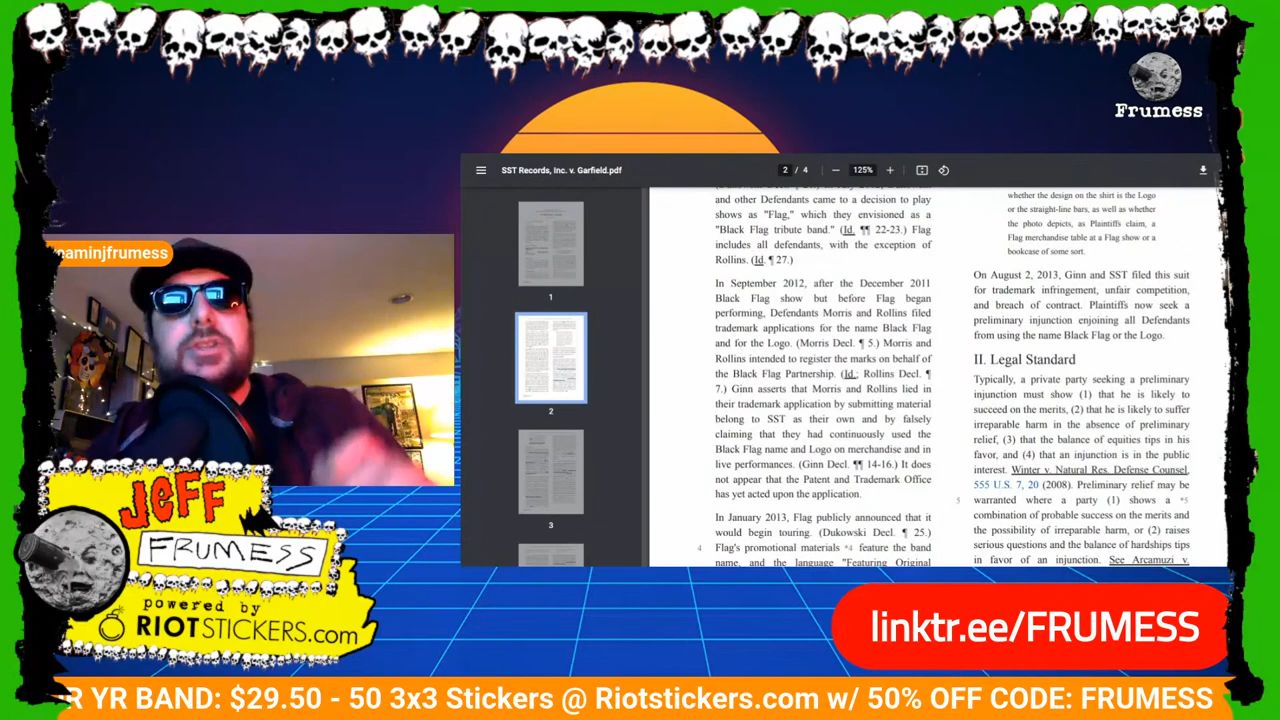 Frumess
SST Records, Inc. v. Garfield.pdf
2 / 4
125%
1
2
3
and other Defendants came to a decision to play
shows as "Flag," which they envisioned as a
"Black Flag tribute band." (Id. ¶¶ 22-23.) Flag
includes all defendants, with the exception of
Rollins. (Id. ¶ 27.)
In September 2012, after the December 2011
Black Flag show but before Flag began
performing, Defendants Morris and Rollins filed
trademark applications for the name Black Flag
and for the Logo. (Morris Decl. ¶ 5.) Morris and
Rollins intended to register the marks on behalf of
the Black Flag Partnership. (Id.; Rollins Decl. ¶
7.) Ginn asserts that Morris and Rollins lied in
their trademark application by submitting material
belong to SST as their own and by falsely
claiming that they had continuously used the
Black Flag name and Logo on merchandise and in
live performances. (Ginn Decl. ¶¶ 14-16.) It does
not appear that the Patent and Trademark Office
has yet acted upon the application.
In January 2013, Flag publicly announced that it
would begin touring. (Dukowski Decl. ¶ 25.)
4 Flag's promotional materials *4 feature the band
name, and the language "Featuring Original
whether the design on the shirt is the Logo
or the straight-line bars, as well as whether
the photo depicts, as Plaintiffs claim, a
Flag merchandise table at a Flag show or a
bookcase of some sort.
On August 2, 2013, Ginn and SST filed this suit
for trademark infringement, unfair competition,
and breach of contract. Plaintiffs now seek a
preliminary injunction enjoining all Defendants
from using the name Black Flag or the Logo.
II. Legal Standard
Typically, a private party seeking a preliminary
injunction must show (1) that he is likely to
succeed on the merits, (2) that he is likely to suffer
irreparable harm in the absence of preliminary
relief, (3) that the balance of equities tips in his
favor, and (4) that an injunction is in the public
interest. Winter v. Natural Res. Defense Counsel,
555 U.S. 7, 20 (2008). Preliminary relief may be
5 warranted where a party (1) shows a *5
combination of probable success on the merits and
the possibility of irreparable harm, or (2) raises
serious questions and the balance of hardships tips
in favor of an injunction. See Arcamuzi v.
eaminjfrumess
JEFF
FRUMESS
powered by
RIOTSTICKERS.com
linktr.ee/FRUMESS
R YR BAND: $29.50 - 50 3x3 Stickers @ Riotstickers.com w/ 50% OFF CODE: FRUMESS